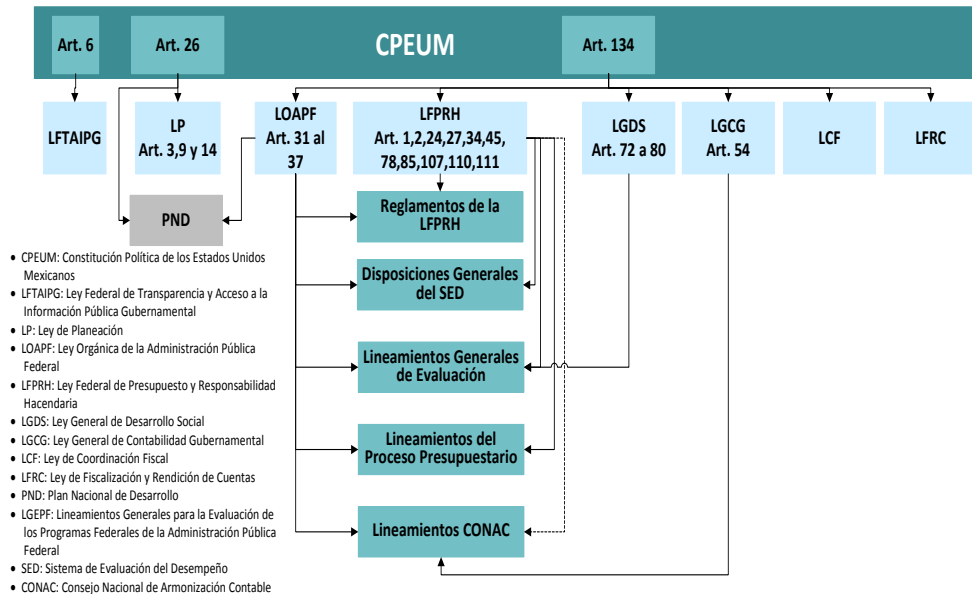 Art. 6
Art. 26
CPEUM
Art. 134
LFTAIPG
LP
Art. 3,9 y 14
LOAPF
Art. 31 al
37
LFPRH
Art. 1,2,24,27,34,45,
78,85,107,110,111
LGDS
Art. 72 a 80
LGCG
Art. 54
LCF
LFRC
PND
Reglamentos de la
LFPRH
Disposiciones Generales
del SED
Lineamientos Generales
de Evaluación
Lineamientos del
Proceso Presupuestario
Lineamientos CONAC
• CPEUM: Constitución Política de los Estados Unidos
Mexicanos
• LFTAIPG: Ley Federal de Transparencia y Acceso a la
Información Pública Gubernamental
• LP: Ley de Planeación
• LOAPF: Ley Orgánica de la Administración Pública
Federal
• LFPRH: Ley Federal de Presupuesto y Responsabilidad
Hacendaria
• LGDS: Ley General de Desarrollo Social
• LGCG: Ley General de Contabilidad Gubernamental
• LCF: Ley de Coordinación Fiscal
• LFRC: Ley de Fiscalización y Rendición de Cuentas
• PND: Plan Nacional de Desarrollo
• LGEPF: Lineamientos Generales para la Evaluación de
los Programas Federales de la Administración Pública
Federal
• SED: Sistema de Evaluación del Desempeño
• CONAC: Consejo Nacional de Armonización Contable